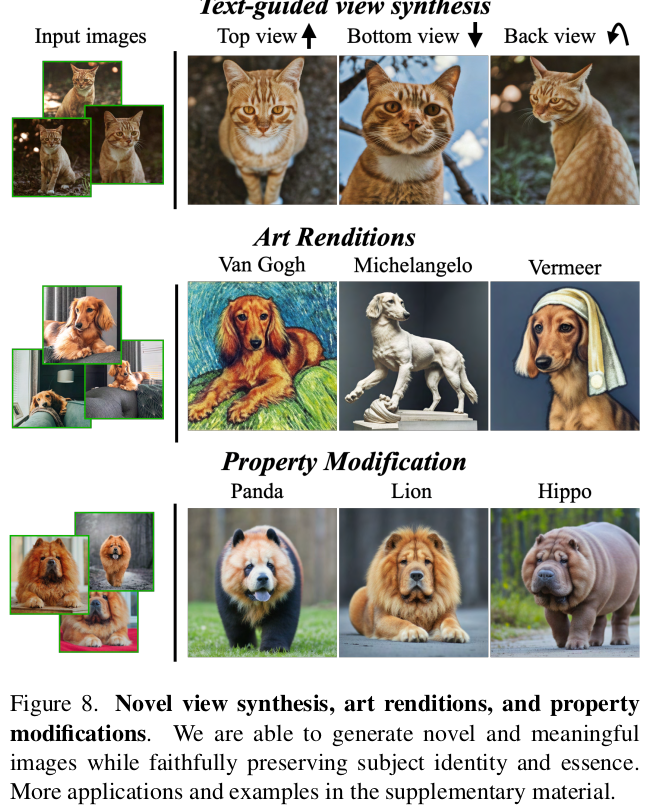 Text-guided view synthesis
Input images
Top view
Bottom view
Back view
Art Renditions
Van Gogh
Michelangelo
Vermeer
Property Modification
Panda
Lion
Hippo
Figure 8. Novel view synthesis, art renditions, and property
modifications. We are able to generate novel and meaningful
images while faithfully preserving subject identity and essence.
More applications and examples in the supplementary material.